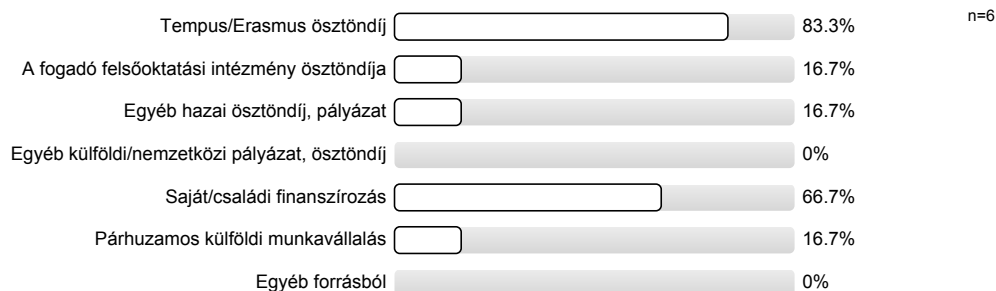 Tempus/Erasmus ösztöndíj 83.3% n=6
A fogadó felsőoktatási intézmény ösztöndíja 16.7%
Egyéb hazai ösztöndíj, pályázat 16.7%
Egyéb külföldi/nemzetközi pályázat, ösztöndíj 0%
Saját/családi finanszírozás 66.7%
Párhuzamos külföldi munkavállalás 16.7%
Egyéb forrásból 0%